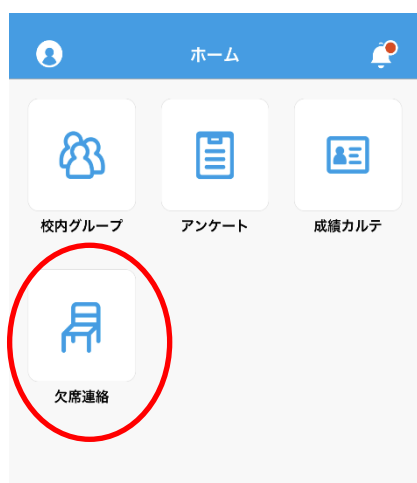 ホーム
校内グループ
アンケート
成績カルテ
欠席連絡